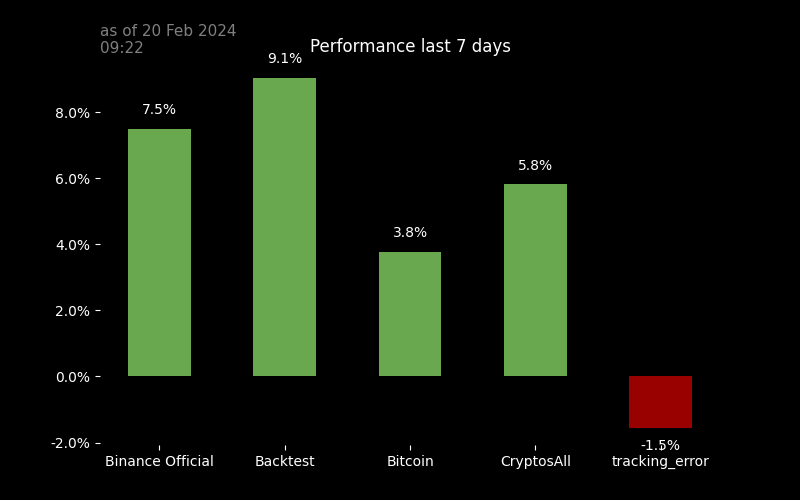 as of 20 Feb 2024
09:22
Performance last 7 days
9.1%
7.5%
8.0%
5.8%
6.0%
3.8%
4.0%
2.0%
0.0%
-2.0%
-1.5%
Binance Official
Backtest
Bitcoin
CryptosAll
tracking_error